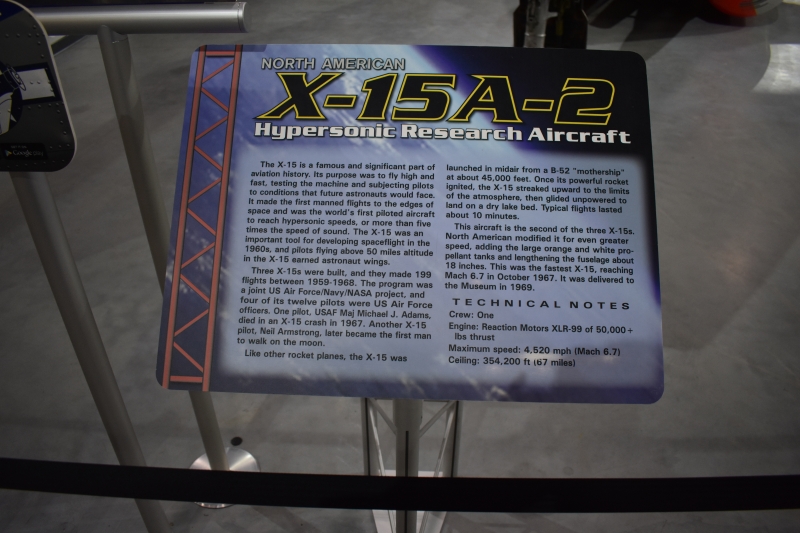 NORTH AMERICAN
X-15A-2
Hypersonic Research Aircraft
The X-15 is a famous and significant part of
aviation history. Its purpose was to fly high and
fast, testing the machine and subjecting pilots
to conditions that future astronauts would face.
It made the first manned flights to the edges of
space and was the world's first piloted aircraft
to reach hypersonic speeds, or more than five
times the speed of sound. The X-15 was an
important tool for developing spaceflight in the
1960s, and pilots flying above 50 miles altitude
in the X-15 earned astronaut wings.
Three X-15s were built, and they made 199
flights between 1959-1968. The program was
a joint US Air Force/Navy/NASA project, and
four of its twelve pilots were US Air Force
officers. One pilot, USAF Maj Michael J. Adams,
died in an X-15 crash in 1967. Another X-15
pilot, Neil Armstrong, later became the first man
to walk on the moon.
Like other rocket planes, the X-15 was
launched in midair from a B-52 "mothership"
at about 45,000 feet. Once its powerful rocket
ignited, the X-15 streaked upward to the limits
of the atmosphere, then glided unpowered to
land on a dry lake bed. Typical flights lasted
about 10 minutes.
This aircraft is the second of the three X-15s.
North American modified it for even greater
speed, adding the large orange and white pro-
pellant tanks and lengthening the fuselage about
18 inches. This was the fastest X-15, reaching
Mach 6.7 in October 1967. It was delivered to
the Museum in 1969.
TECHNICAL NOTES
Crew: One
Engine: Reaction Motors XLR-99 of 50,000+
lbs thrust
Maximum speed: 4,520 mph (Mach 6.7)
Ceiling: 354,200 ft (67 miles)